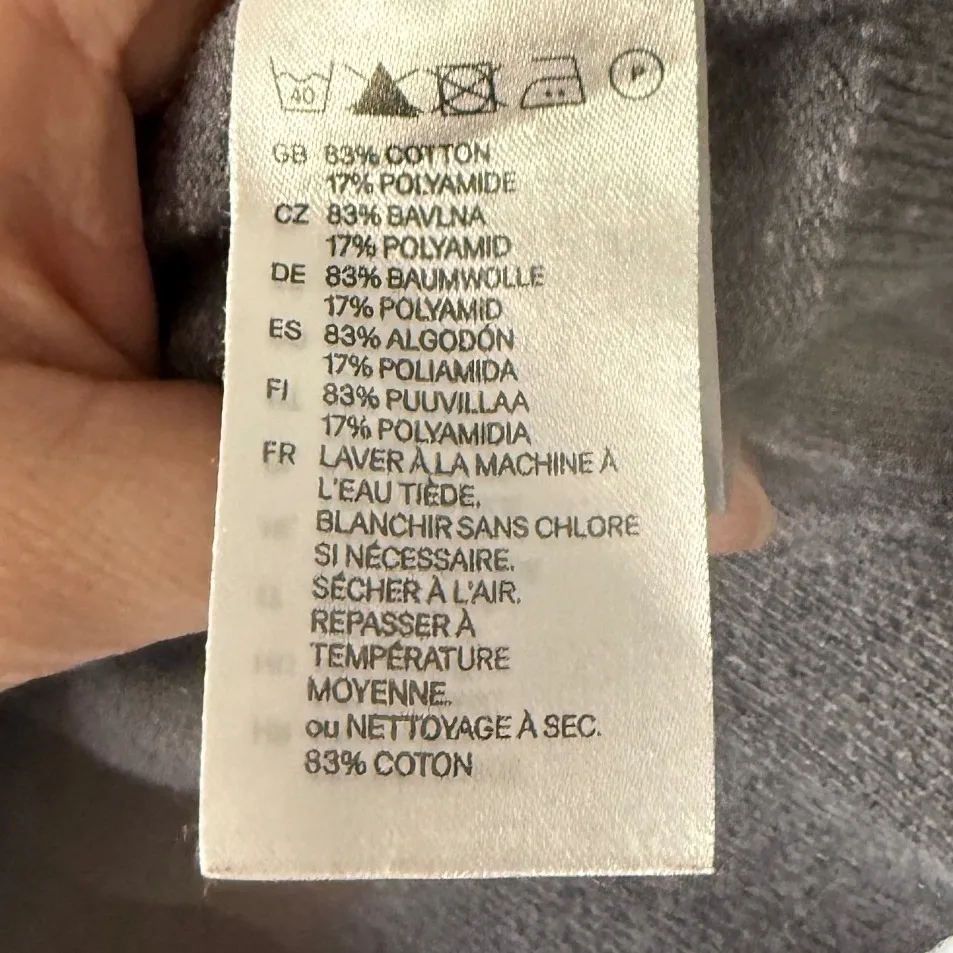 40 P
GB 83% COTTON
17% POLYAMIDE
CZ 83% BAVLNA
17% POLYAMID
DE 83% BAUMWOLLE
17% POLYAMID
ES 83% ALGODÓN
17% POLIAMIDA
FI 83% PUUVILLAA
17% POLYAMIDIA
FR LAVER À LA MACHINE À
L'EAU TIÈDE.
BLANCHIR SANS CHLORE
SI NÉCESSAIRE.
SÉCHER À L'AIR.
REPASSER À
TEMPÉRATURE
MOYENNE.
ou NETTOYAGE À SEC.
83% COTON